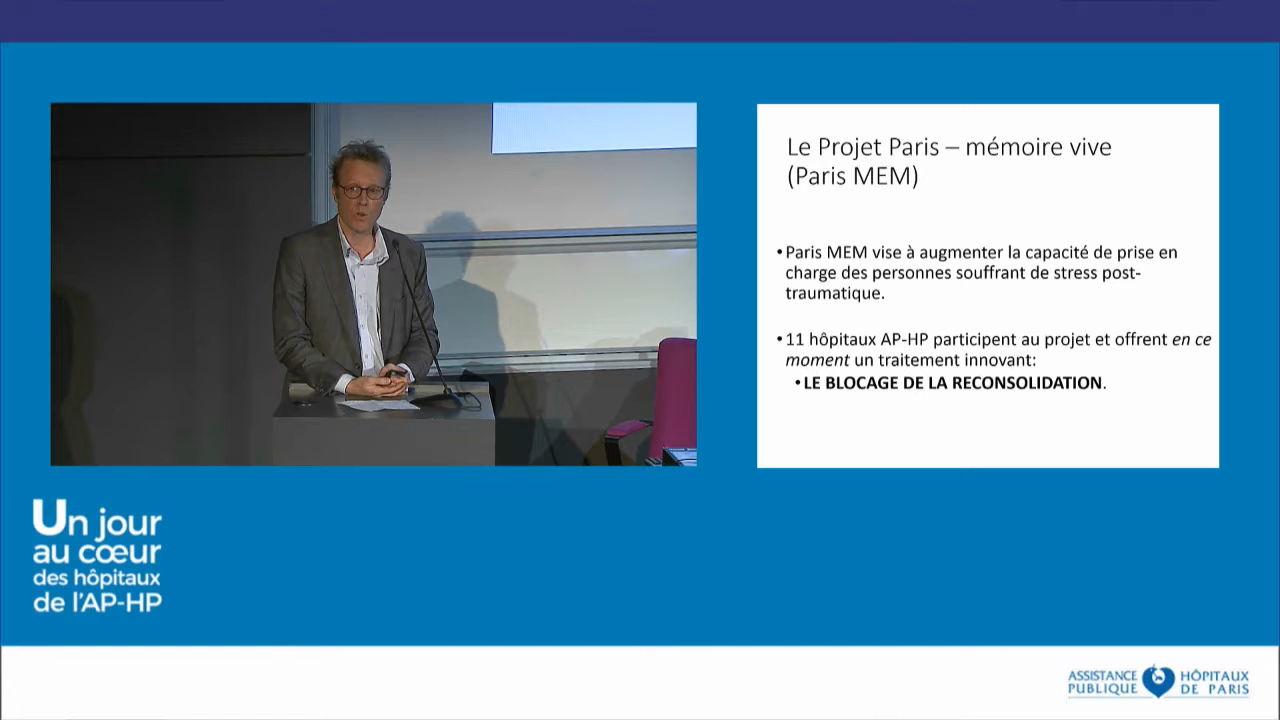 Le Projet Paris – mémoire vive
(Paris MEM)
•Paris MEM vise à augmenter la capacité de prise en
charge des personnes souffrant de stress post-
traumatique.
•11 hôpitaux AP-HP participent au projet et offrent en ce
moment un traitement innovant:
•LE BLOCAGE DE LA RECONSOLIDATION.
Un jour
au cœur
des hôpitaux
de l'AP-HP
ASSISTANCE HÔPITAUX
PUBLIQUE DE PARIS